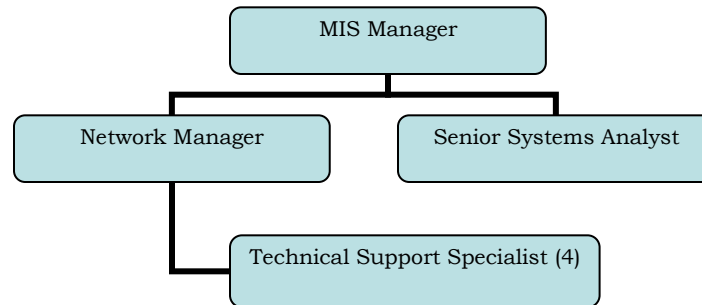 MIS Manager
Network Manager
Senior Systems Analyst
Technical Support Specialist (4)